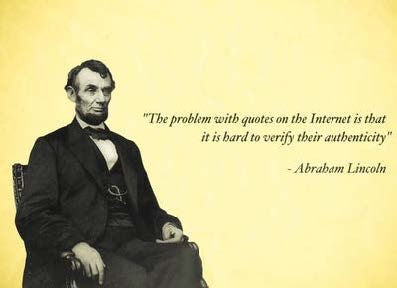 "The problem with quotes on the Internet is that
it is hard to verify their authenticity"
- Abraham Lincoln